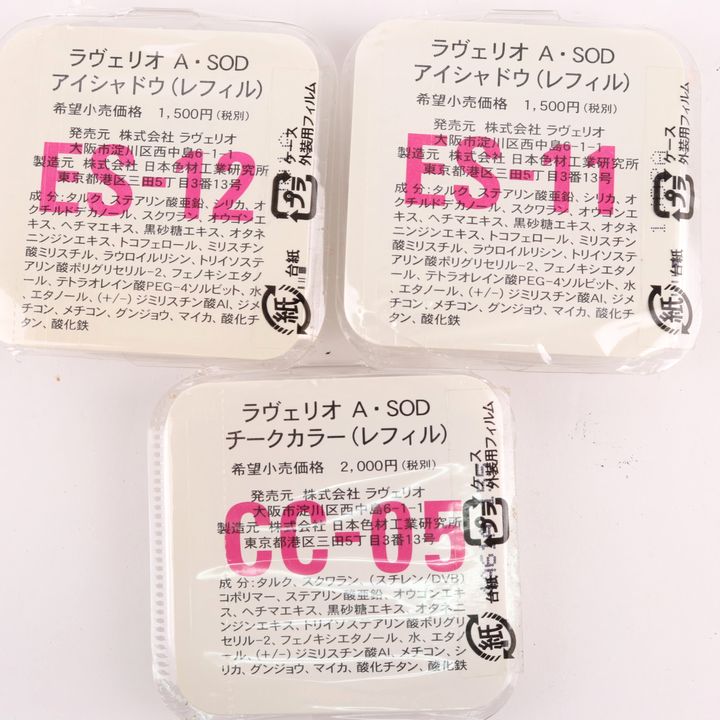 ラヴェリオ A・SOD
アイシャドウ(レフィル)
希望小売価格 1,500円(税別)
発売元 株式会社 ラヴェリオ
大阪市淀川区西中島6-1-1
製造元 株式会社 日本色材工業研究所
東京都港区三田5丁目3番13号
ES 12
成 分:タルク、ステアリン酸亜鉛、シリカ、オ
クチルドデカノール、スクワラン、オウゴンエ
キス、ヘチマエキス、黒砂糖エキス、オタネ
ニンジンエキス、トコフェロール、ミリスチン
酸ミリスチル、ラウロイルリシン、トリイソステ
アリン酸ポリグリセリル-2、フェノキシエタノ
ール、テトラオレイン酸PEG-4ソルビット、水
、エタノール、(+/-)ジミリスチン酸Al、ジメ
チコン、メチコン、グンジョウ、マイカ、酸化チ
タン、酸化鉄
ケース
外装用フィルム
プラ
台紙
紙
ラヴェリオ A・SOD
アイシャドウ(レフィル)
希望小売価格 1,500円(税別)
発売元 株式会社 ラヴェリオ
大阪市淀川区西中島6-1-1
製造元 株式会社 日本色材工業研究所
東京都港区三田5丁目3番13号
ES 11
成 分:タルク、ステアリン酸亜鉛、シリカ、オ
クチルドデカノール、スクワラン、オウゴンエ
キス、ヘチマエキス、黒砂糖エキス、オタネ
ニンジンエキス、トコフェロール、ミリスチン
酸ミリスチル、ラウロイルリシン、トリイソステ
アリン酸ポリグリセリル-2、フェノキシエタノ
ール、テトラオレイン酸PEG-4ソルビット、水
、エタノール、(+/-)ジミリスチン酸Al、ジメ
チコン、メチコン、グンジョウ、マイカ、酸化チ
タン、酸化鉄
ケース
外装用フィルム
プラ
台紙
紙
ラヴェリオ A・SOD
チークカラー(レフィル)
希望小売価格 2,000円(税別)
発売元 株式会社 ラヴェリオ
大阪市淀川区西中島6-1-1
製造元 株式会社 日本色材工業研究所
東京都港区三田5丁目3番13号
CC 05
成 分:タルク、スクワラン、(スチレン/DVB)
コポリマー、ステアリン酸亜鉛、オウゴンエキ
ス、ヘチマエキス、黒砂糖エキス、オタネニ
ンジンエキス、トリイソステアリン酸ポリグリ
セリル-2、フェノキシエタノール、水、エタノ
ール、(+/-)ジミリスチン酸Al、メチコン、シ
リカ、グンジョウ、マイカ、酸化チタン、酸化鉄
ケース
外装用フィルム
プラ
台紙
紙